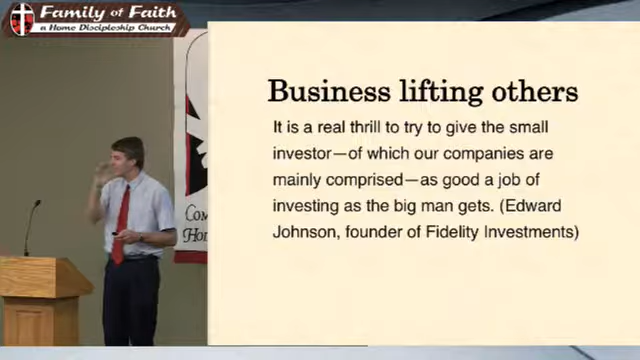 Family of Faith
a Home Discipleship Church
Business lifting others
It is a real thrill to try to give the small
investor—of which our companies are
mainly comprised—as good a job of
investing as the big man gets. (Edward
Johnson, founder of Fidelity Investments)